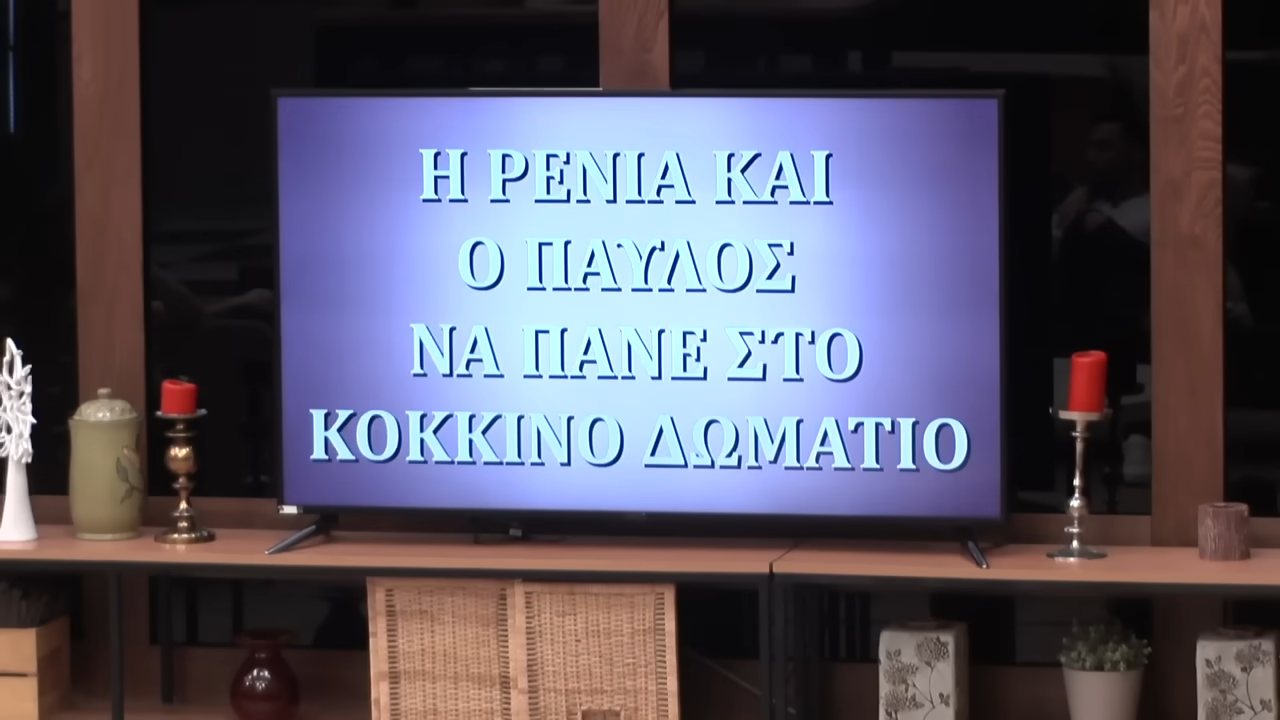 Η ΡΕΝΙΑ ΚΑΙ
Ο ΠΑΥΛΟΣ
ΝΑ ΠΑΝΕ ΣΤΟ
ΚΟΚΚΙΝΟ ΔΩΜΑΤΙΟ